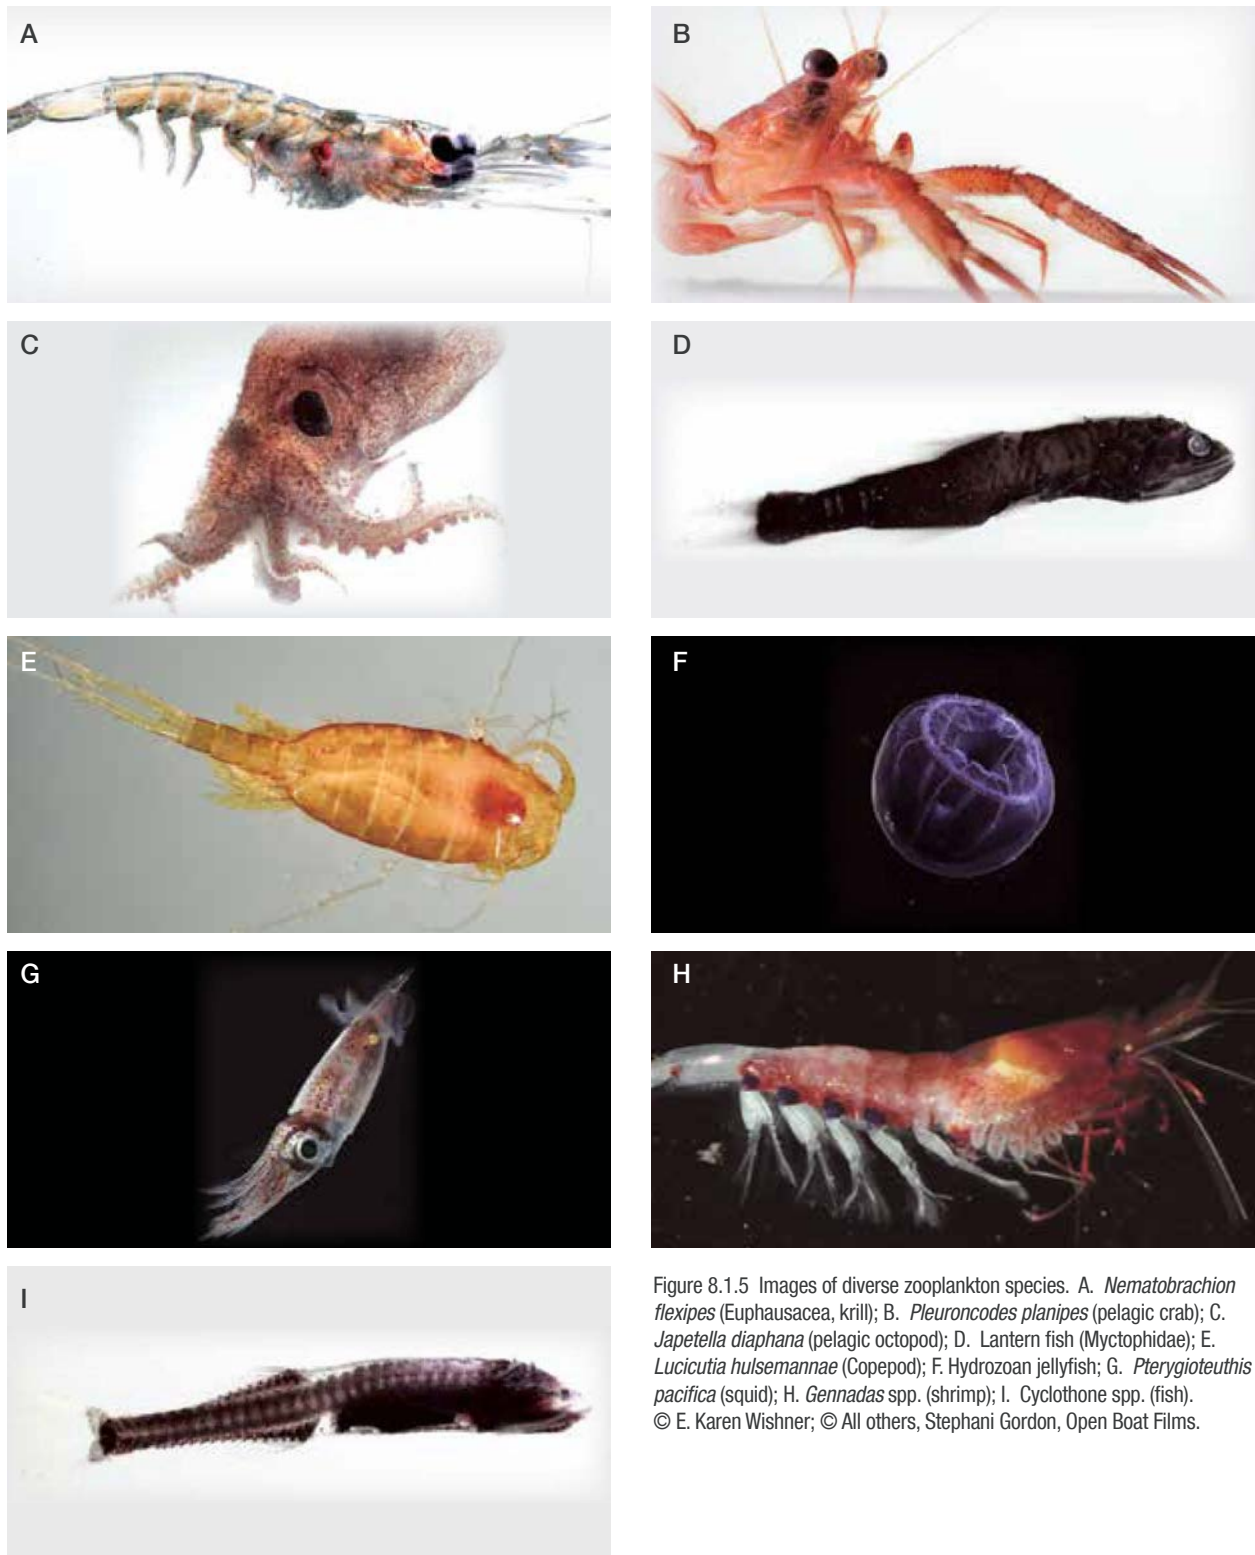 A
B
C
D
E
F
G
H
I
Figure 8.1.5 Images of diverse zooplankton species. A. Nematobrachion
flexipes (Euphausacea, krill); B. Pleuroncodes planipes (pelagic crab); C.
Japetella diaphana (pelagic octopod); D. Lantern fish (Myctophidae); E.
Lucicutia hulsemannae (Copepod); F. Hydrozoan jellyfish; G. Pterygioteuthis
pacifica (squid); H. Gennadas spp. (shrimp); I. Cyclothone spp. (fish).
© E. Karen Wishner; © All others, Stephani Gordon, Open Boat Films.